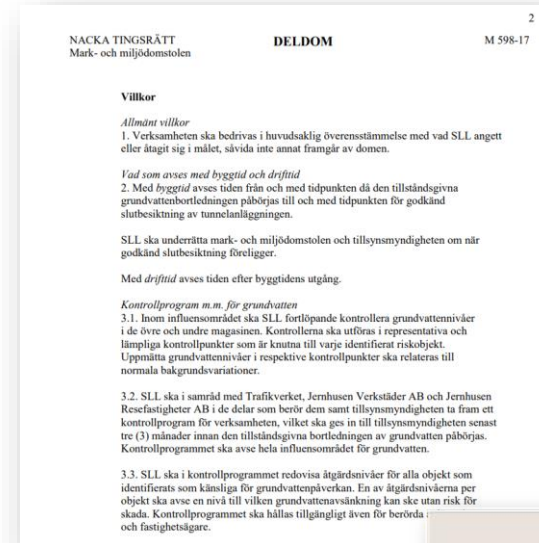 2
NACKA TINGSRÄTT DELDOM M 598-17
Mark- och miljödomstolen
Villkor
Allmänt villkor
1. Verksamheten ska bedrivas i huvudsaklig överensstämmelse med vad SLL angett
eller åtagit sig i målet, såvida inte annat framgår av domen.
Vad som avses med byggtid och drifttid
2. Med byggtid avses tiden från och med tidpunkten då den tillståndsgivna
grundvattenbortledningen påbörjas till och med tidpunkten för godkänd
slutbesiktning av tunnelanläggningen.
SLL ska underrätta mark- och miljödomstolen och tillsynsmyndigheten om när
godkänd slutbesiktning föreligger.
Med drifttid avses tiden efter byggtidens utgång.
Kontrollprogram m.m. för grundvatten
3.1. Inom influensområdet ska SLL fortlöpande kontrollera grundvattennivåer
i de övre och undre magasinen. Kontrollerna ska utföras i representativa och
lämpliga kontrollpunkter som är knutna till varje identifierat riskobjekt.
Uppmätta grundvattennivåer i respektive kontrollpunkter ska relateras till
normala bakgrundsvariationer.
3.2. SLL ska i samråd med Trafikverket, Jernhusen Verkstäder AB och Jernhusen
Resefastigheter AB i de delar som berör dem samt tillsynsmyndigheten ta fram ett
kontrollprogram för verksamheten, vilket ska ges in till tillsynsmyndigheten senast
tre (3) månader innan den tillståndsgivna bortledningen av grundvatten påbörjas.
Kontrollprogrammet ska avse hela influensområdet för grundvatten.
3.3. SLL ska i kontrollprogrammet redovisa åtgärdsnivåer för alla objekt som
identifierats som känsliga för grundvattenpåverkan. En av åtgärdsnivåerna per
objekt ska avse en nivå till vilken grundvattenavsänkning kan ske utan risk för
skada. Kontrollprogrammet ska hållas tillgängligt även för berörda
och fastighetsägare.